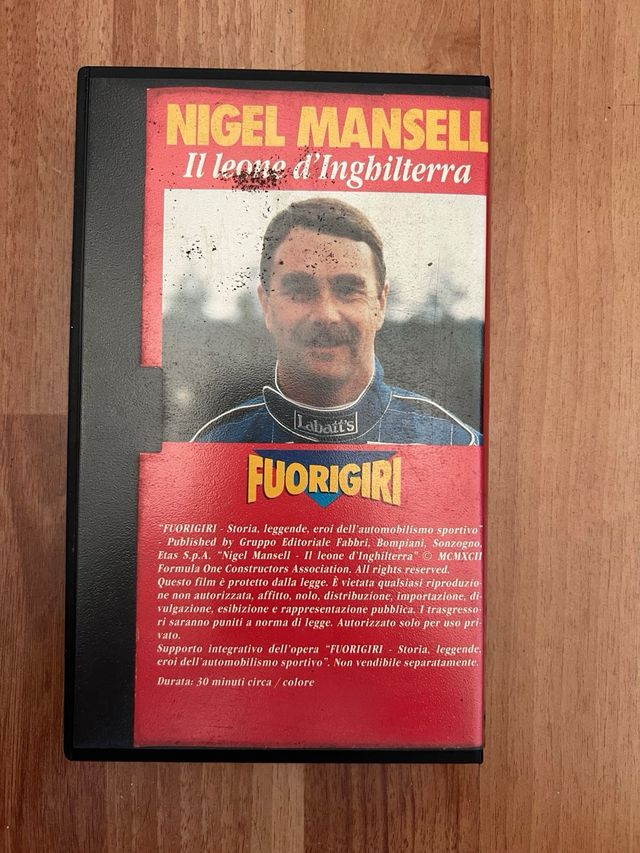 NIGEL MANSELL
Il leone d'Inghilterra
Labatt's
FUORIGIRI
"FUORIGIRI - Storia, leggende, eroi dell'automobilismo sportivo"
- Published by Gruppo Editoriale Fabbri, Bompiani, Sonzogno,
Etas S.p.A. "Nigel Mansell - Il leone d'Inghilterra" © MCMXCII
Formula One Constructors Association. All rights reserved.
Questo film è protetto dalla legge. È vietata qualsiasi riproduzio-
ne non autorizzata, affitto, nolo, distribuzione, importazione, di-
vulgazione, esibizione e rappresentazione pubblica. I trasgresso-
ri saranno puniti a norma di legge. Autorizzato solo per uso pri-
vato.
Supporto integrativo dell'opera "FUORIGIRI - Storia, leggende,
eroi dell'automobilismo sportivo". Non vendibile separatamente.
Durata: 30 minuti circa / colore